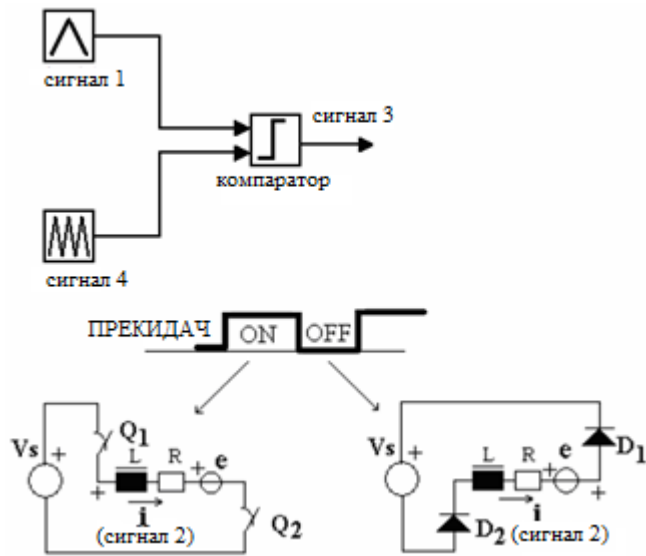 сигнал 1
сигнал 3
компаратор
сигнал 4
ПРЕКИДАЧ ON OFF
Vs + Q1 + L R + e
i
(сигнал 2)
Q2
Vs + L R + e + D1
i
D2 (сигнал 2)